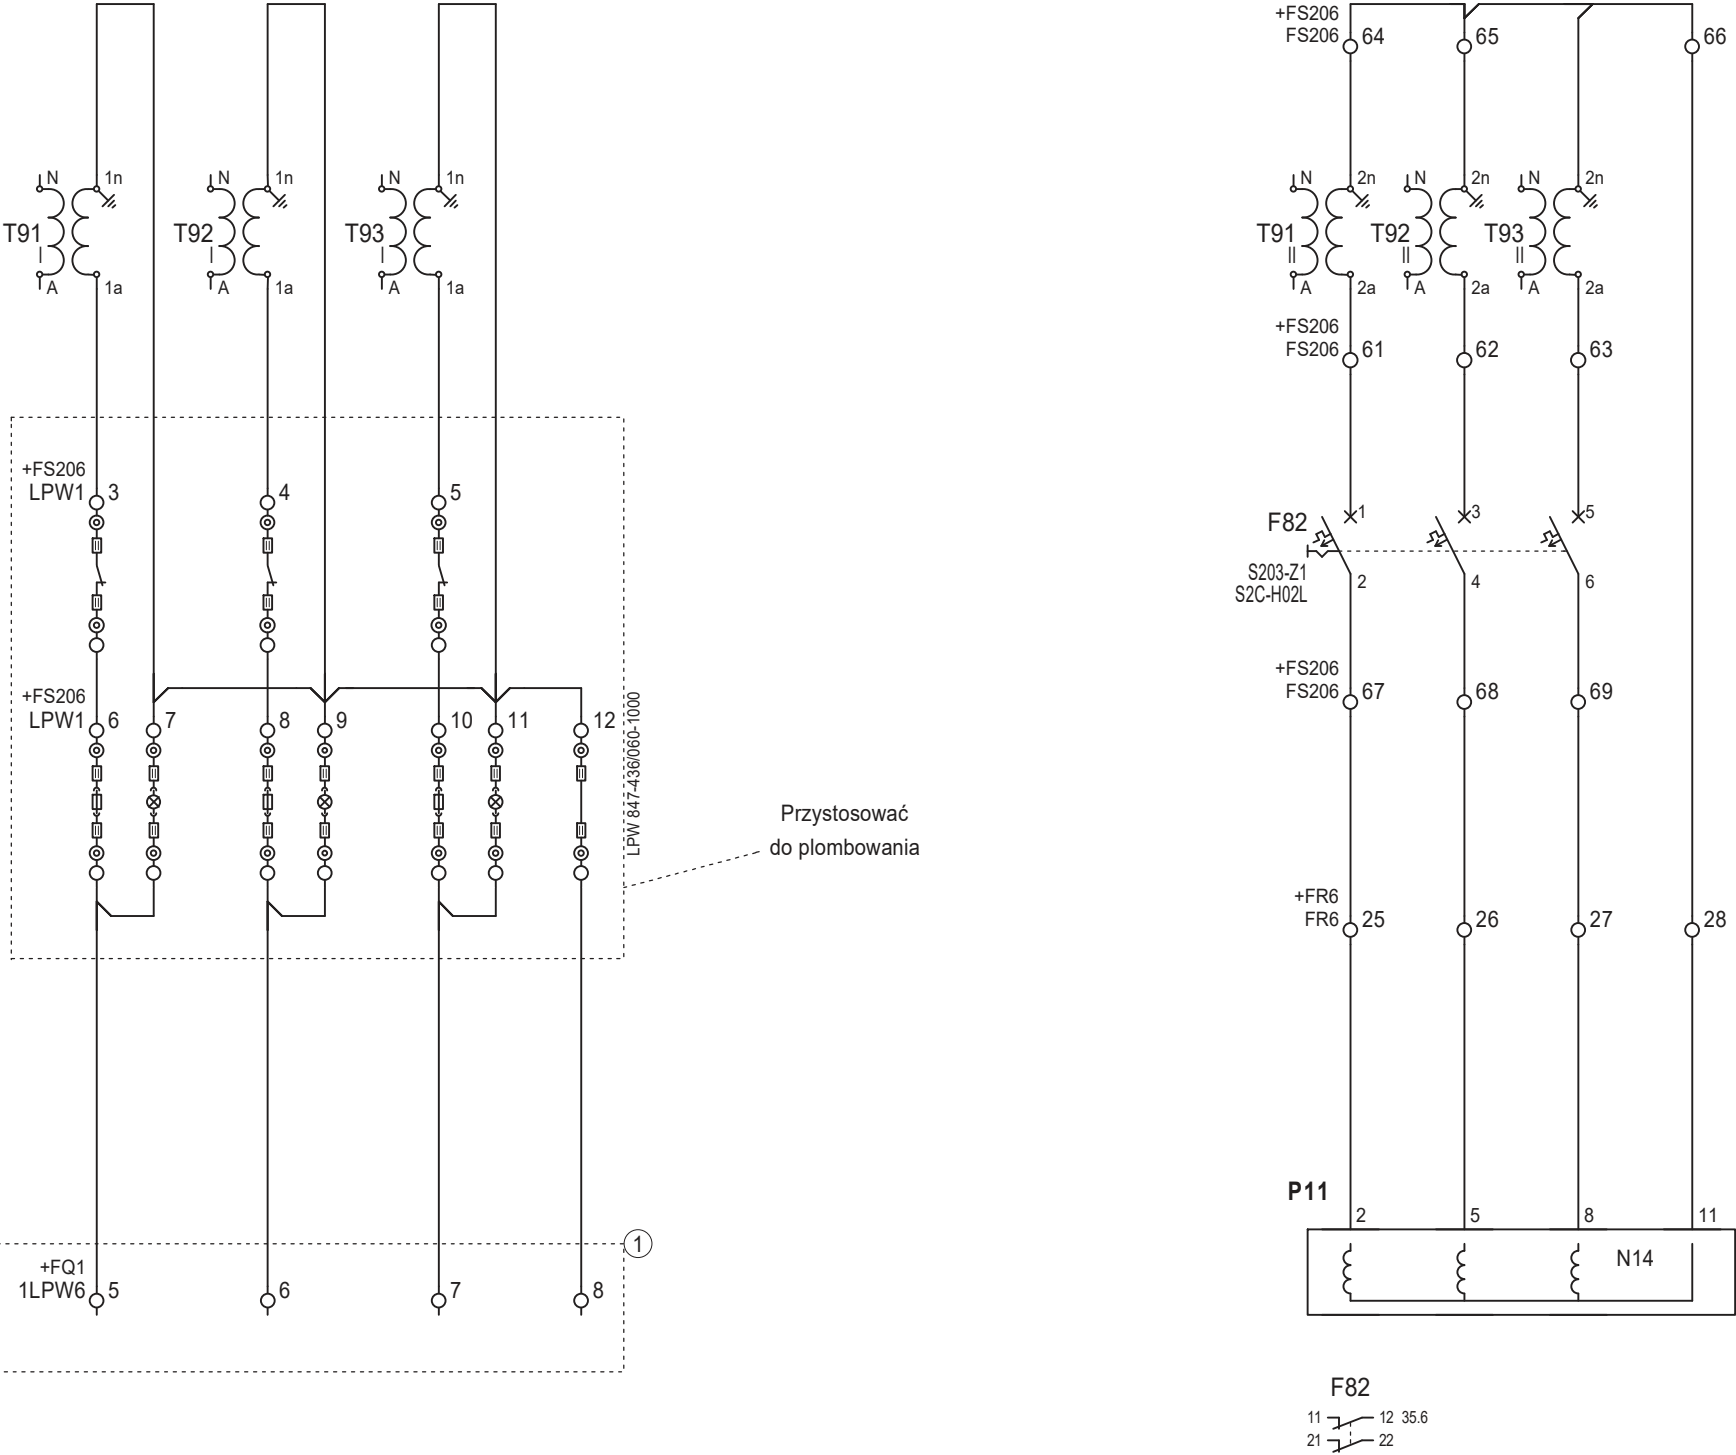 +FS206
FS206 64 65 66
N 1n N 1n N 1n N 2n N 2n N 2n
T91 T92 T93 T91 T92 T93
I I I II II II
A 1a A 1a A 1a A 2a A 2a A 2a
+FS206
FS206 61 62 63
+FS206
LPW1 3 4 5
F82 1 3 5
S203-Z1 2 4 6
S2C-H02L
+FS206
FS206 67 68 69
+FS206
LPW1 6 7 8 9 10 11 12
LPW 847-436/060-1000
Przystosować
do plombowania
+FR6
FR6 25 26 27 28
P11
2 5 8 11
N14
1
+FQ1
1LPW6 5 6 7 8
F82
11 12 35.6
21 22